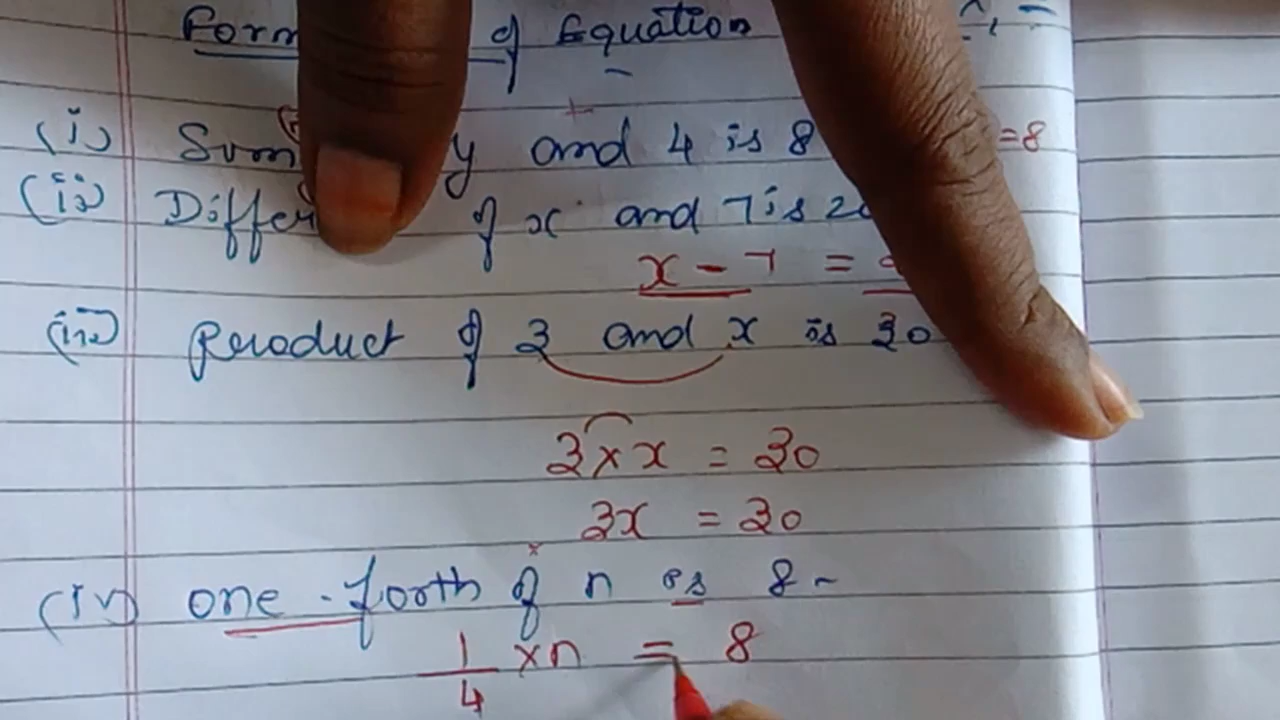 Form of Equation
(i) Sum y and 4 is 8 =8
(ii) Differ of x and 7 is 20
x - 7 =
(iii) Product of 3 and x is 30
3 × x = 30
3x = 30
×
(iv) one-forth of n is 8-
1/4 × n = 8